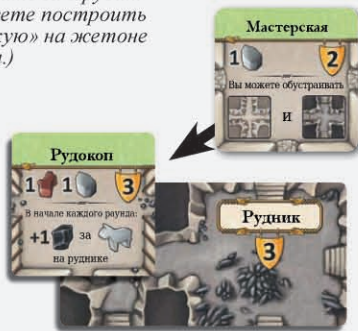 ете построить
кую» на жетоне
Мастерская
1 2
Вы можете обустраивать
и
Рудокоп
1 1 3
В начале каждого раунда:
+1 за
на руднике
Рудник
3